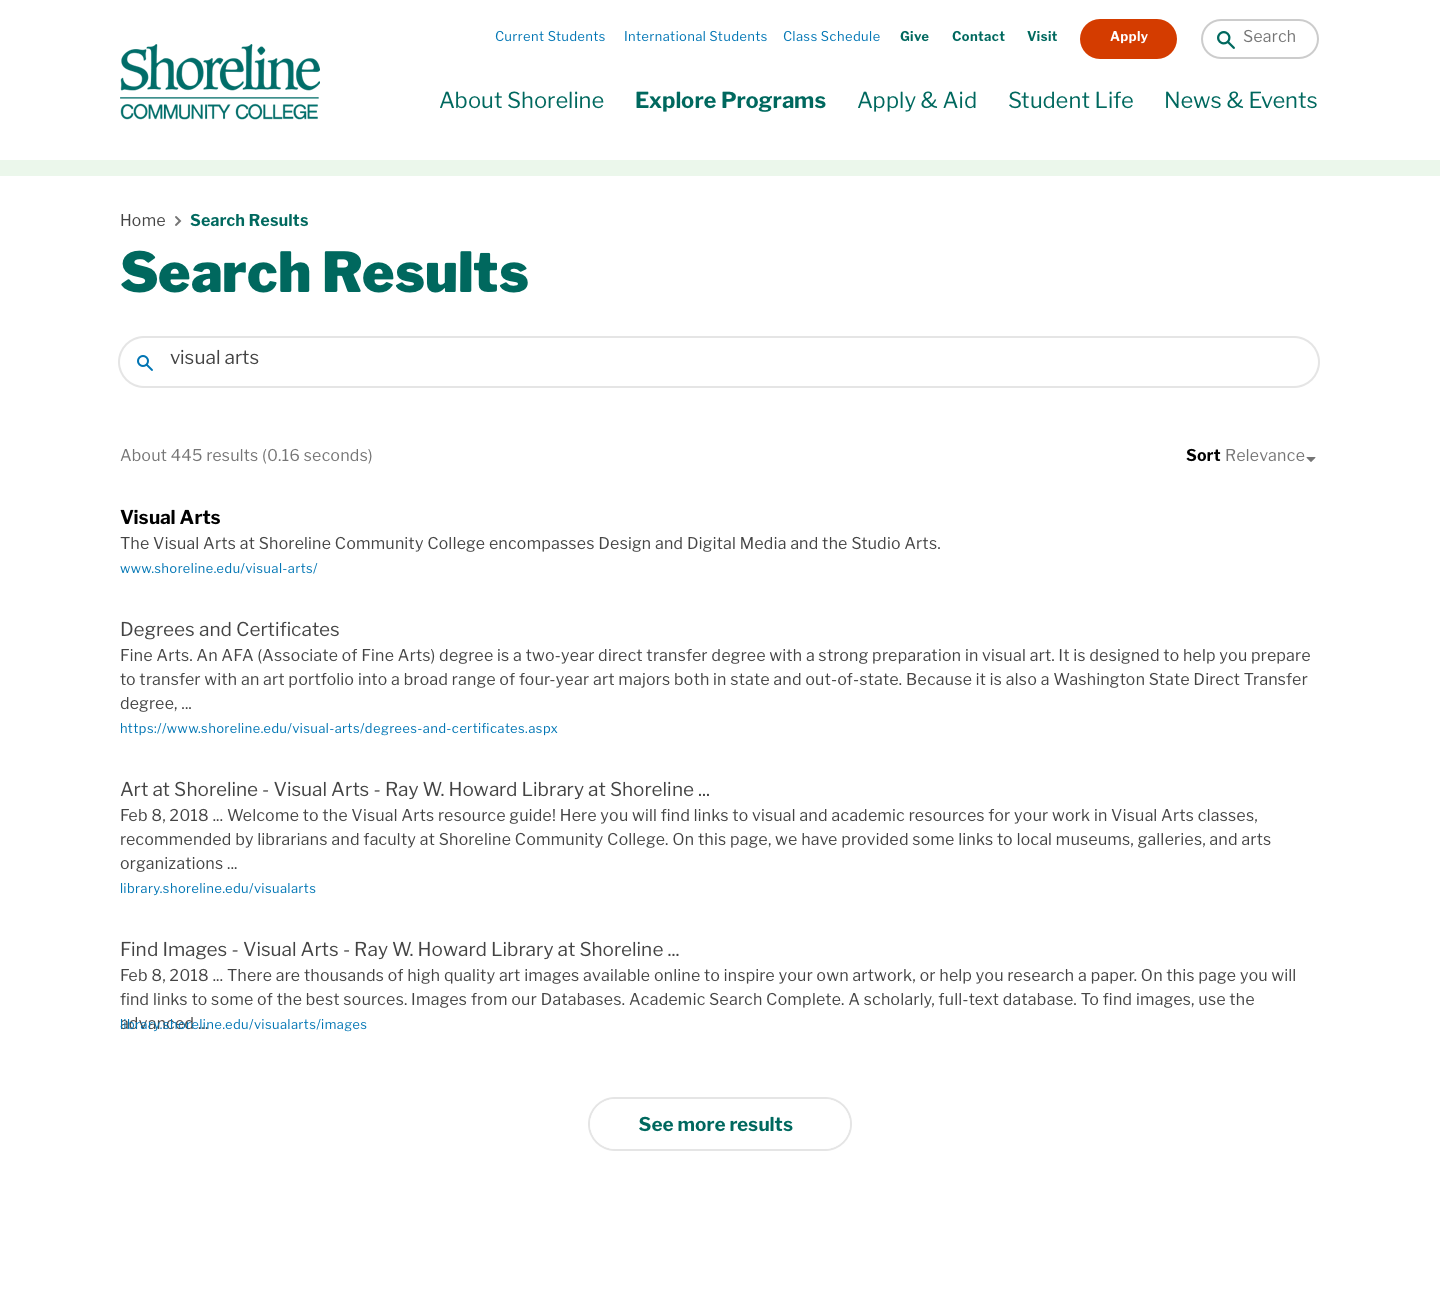 Current Students International Students Class Schedule Give Contact Visit Apply Search
Shoreline
COMMUNITY COLLEGE
About Shoreline Explore Programs Apply & Aid Student Life News & Events
Home > Search Results
Search Results
visual arts
About 445 results (0.16 seconds)
Sort Relevance
Visual Arts
The Visual Arts at Shoreline Community College encompasses Design and Digital Media and the Studio Arts.
www.shoreline.edu/visual-arts/
Degrees and Certificates
Fine Arts. An AFA (Associate of Fine Arts) degree is a two-year direct transfer degree with a strong preparation in visual art. It is designed to help you prepare
to transfer with an art portfolio into a broad range of four-year art majors both in state and out-of-state. Because it is also a Washington State Direct Transfer
degree, ...
https://www.shoreline.edu/visual-arts/degrees-and-certificates.aspx
Art at Shoreline - Visual Arts - Ray W. Howard Library at Shoreline ...
Feb 8, 2018 ... Welcome to the Visual Arts resource guide! Here you will find links to visual and academic resources for your work in Visual Arts classes,
recommended by librarians and faculty at Shoreline Community College. On this page, we have provided some links to local museums, galleries, and arts
organizations ...
library.shoreline.edu/visualarts
Find Images - Visual Arts - Ray W. Howard Library at Shoreline ...
Feb 8, 2018 ... There are thousands of high quality art images available online to inspire your own artwork, or help you research a paper. On this page you will
find links to some of the best sources. Images from our Databases. Academic Search Complete. A scholarly, full-text database. To find images, use the
advanced ...
library.shoreline.edu/visualarts/images
See more results